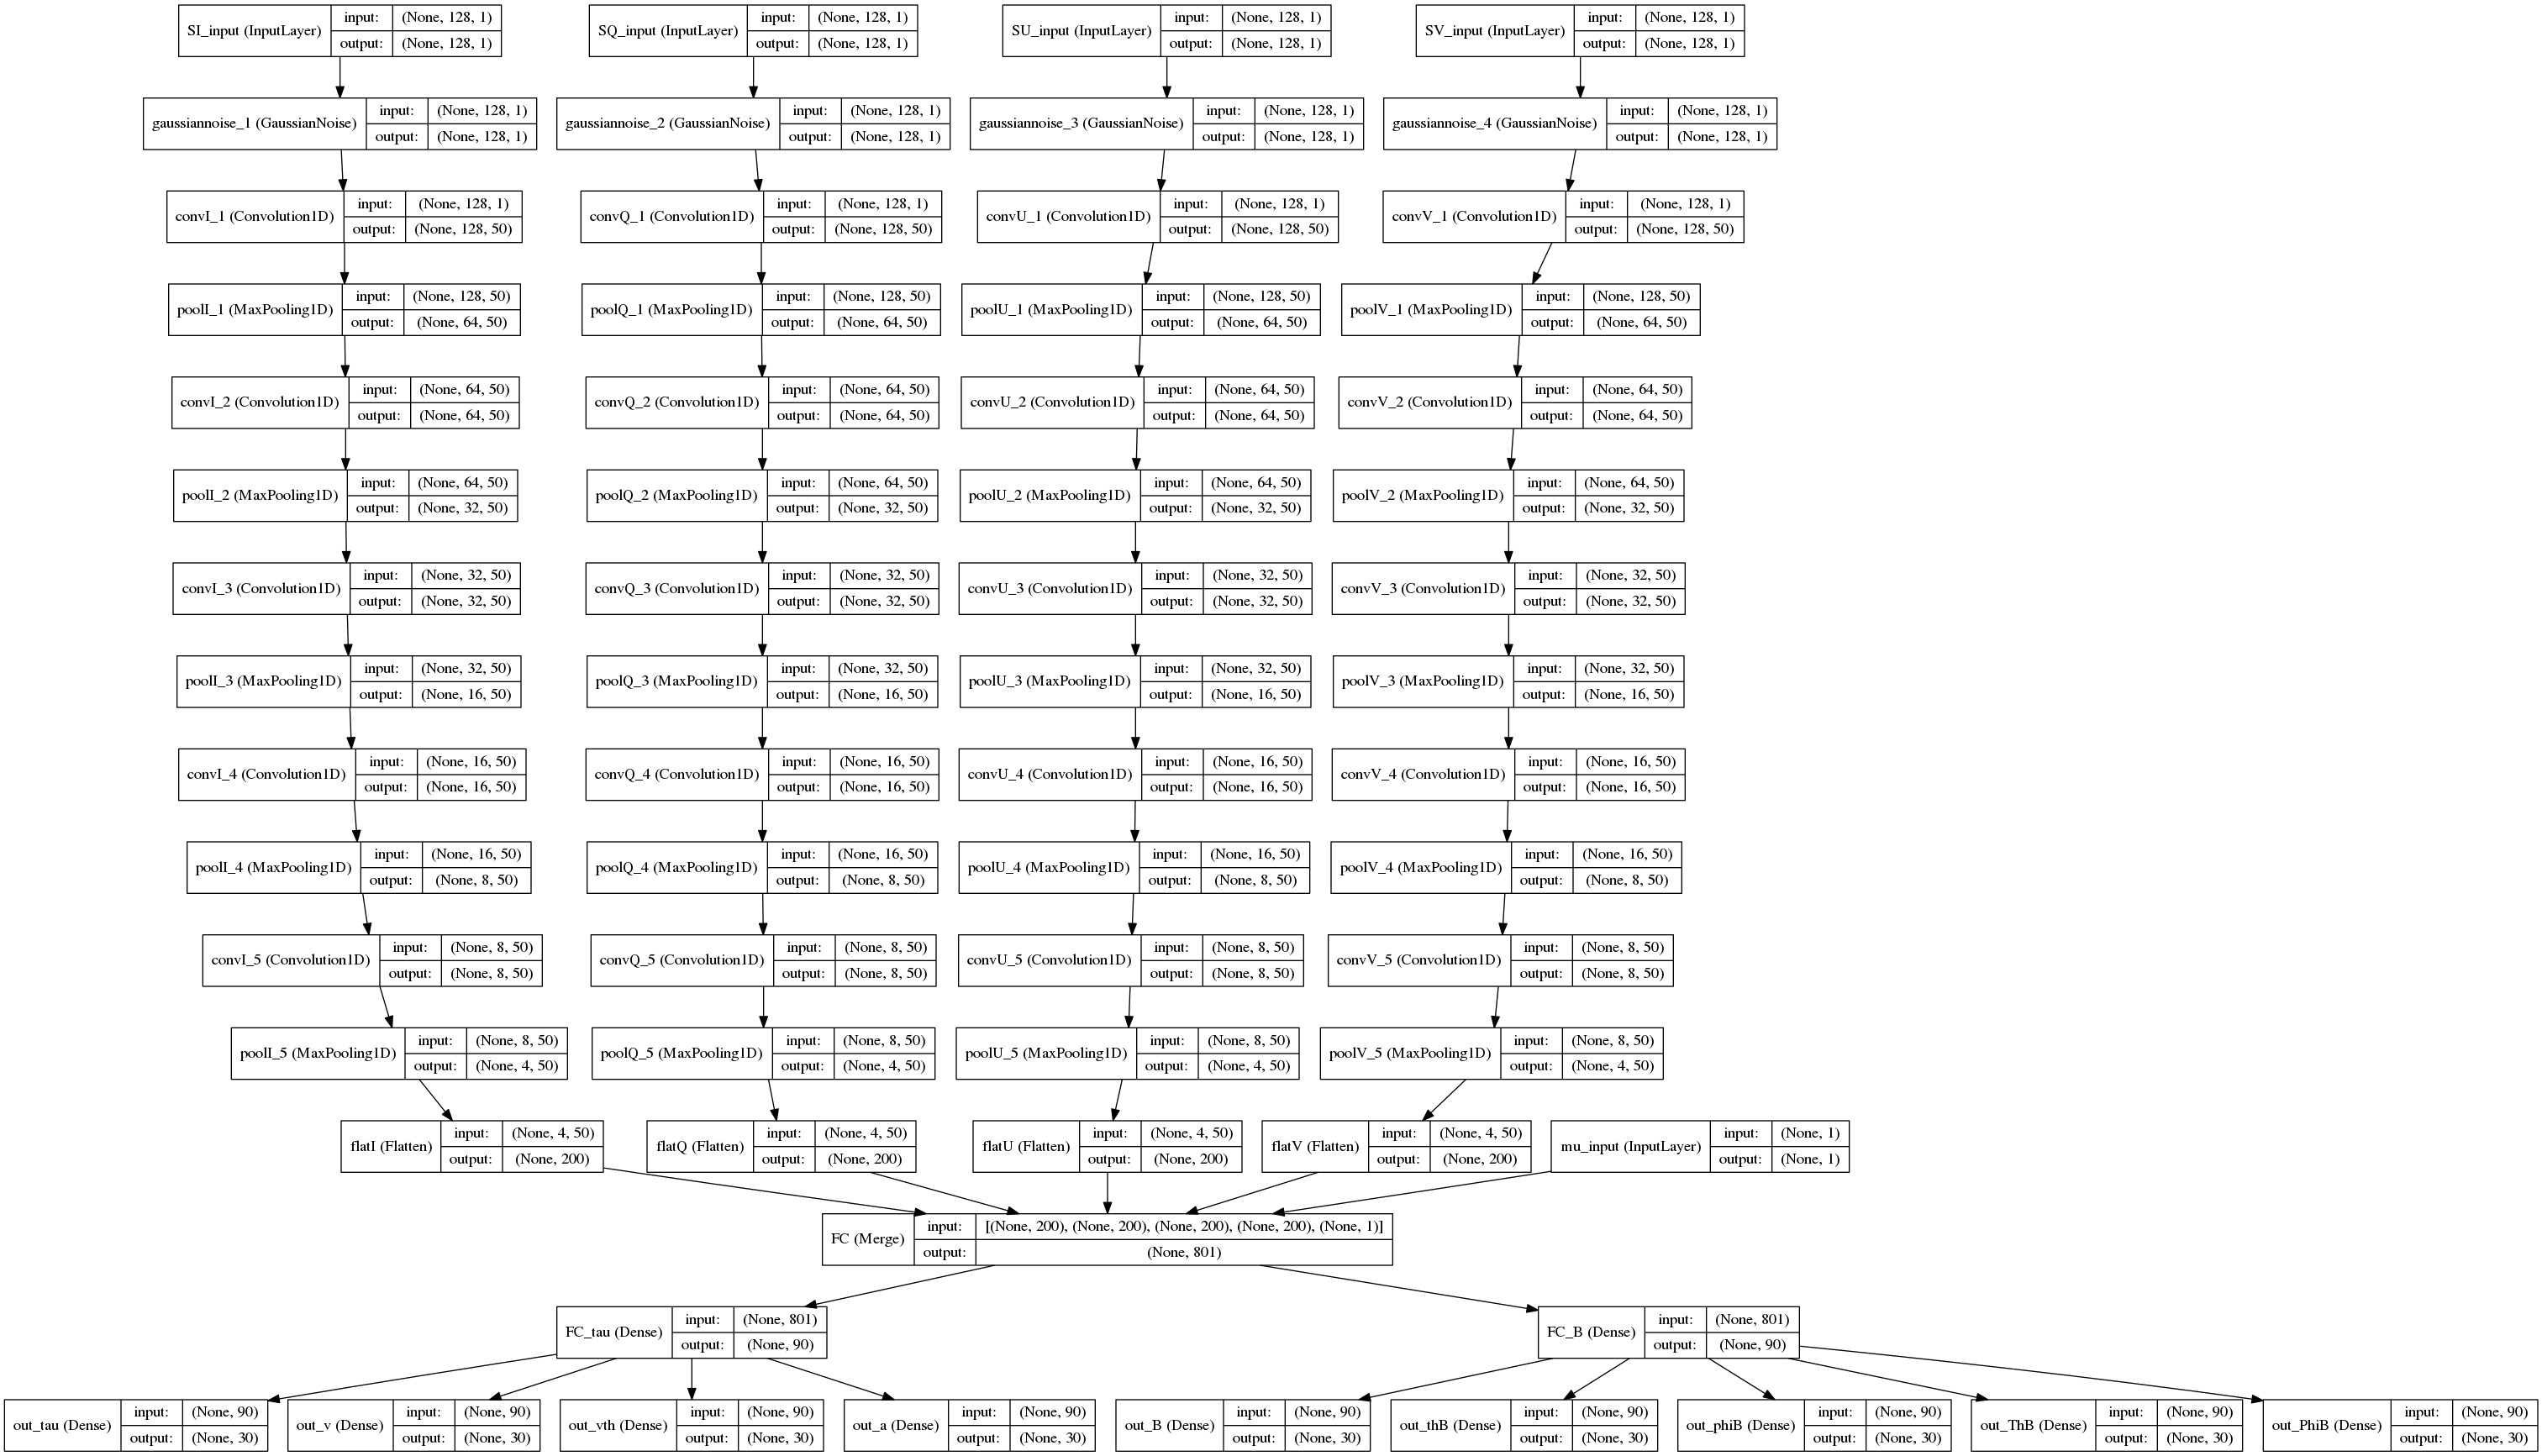 SI_input (InputLayer) input: (None, 128, 1)
output: (None, 128, 1)
SQ_input (InputLayer) input: (None, 128, 1)
output: (None, 128, 1)
SU_input (InputLayer) input: (None, 128, 1)
output: (None, 128, 1)
SV_input (InputLayer) input: (None, 128, 1)
output: (None, 128, 1)
gaussiannoise_1 (GaussianNoise) input: (None, 128, 1)
output: (None, 128, 1)
gaussiannoise_2 (GaussianNoise) input: (None, 128, 1)
output: (None, 128, 1)
gaussiannoise_3 (GaussianNoise) input: (None, 128, 1)
output: (None, 128, 1)
gaussiannoise_4 (GaussianNoise) input: (None, 128, 1)
output: (None, 128, 1)
convI_1 (Convolution1D) input: (None, 128, 1)
output: (None, 128, 50)
convQ_1 (Convolution1D) input: (None, 128, 1)
output: (None, 128, 50)
convU_1 (Convolution1D) input: (None, 128, 1)
output: (None, 128, 50)
convV_1 (Convolution1D) input: (None, 128, 1)
output: (None, 128, 50)
poolI_1 (MaxPooling1D) input: (None, 128, 50)
output: (None, 64, 50)
poolQ_1 (MaxPooling1D) input: (None, 128, 50)
output: (None, 64, 50)
poolU_1 (MaxPooling1D) input: (None, 128, 50)
output: (None, 64, 50)
poolV_1 (MaxPooling1D) input: (None, 128, 50)
output: (None, 64, 50)
convI_2 (Convolution1D) input: (None, 64, 50)
output: (None, 64, 50)
convQ_2 (Convolution1D) input: (None, 64, 50)
output: (None, 64, 50)
convU_2 (Convolution1D) input: (None, 64, 50)
output: (None, 64, 50)
convV_2 (Convolution1D) input: (None, 64, 50)
output: (None, 64, 50)
poolI_2 (MaxPooling1D) input: (None, 64, 50)
output: (None, 32, 50)
poolQ_2 (MaxPooling1D) input: (None, 64, 50)
output: (None, 32, 50)
poolU_2 (MaxPooling1D) input: (None, 64, 50)
output: (None, 32, 50)
poolV_2 (MaxPooling1D) input: (None, 64, 50)
output: (None, 32, 50)
convI_3 (Convolution1D) input: (None, 32, 50)
output: (None, 32, 50)
convQ_3 (Convolution1D) input: (None, 32, 50)
output: (None, 32, 50)
convU_3 (Convolution1D) input: (None, 32, 50)
output: (None, 32, 50)
convV_3 (Convolution1D) input: (None, 32, 50)
output: (None, 32, 50)
poolI_3 (MaxPooling1D) input: (None, 32, 50)
output: (None, 16, 50)
poolQ_3 (MaxPooling1D) input: (None, 32, 50)
output: (None, 16, 50)
poolU_3 (MaxPooling1D) input: (None, 32, 50)
output: (None, 16, 50)
poolV_3 (MaxPooling1D) input: (None, 32, 50)
output: (None, 16, 50)
convI_4 (Convolution1D) input: (None, 16, 50)
output: (None, 16, 50)
convQ_4 (Convolution1D) input: (None, 16, 50)
output: (None, 16, 50)
convU_4 (Convolution1D) input: (None, 16, 50)
output: (None, 16, 50)
convV_4 (Convolution1D) input: (None, 16, 50)
output: (None, 16, 50)
poolI_4 (MaxPooling1D) input: (None, 16, 50)
output: (None, 8, 50)
poolQ_4 (MaxPooling1D) input: (None, 16, 50)
output: (None, 8, 50)
poolU_4 (MaxPooling1D) input: (None, 16, 50)
output: (None, 8, 50)
poolV_4 (MaxPooling1D) input: (None, 16, 50)
output: (None, 8, 50)
convI_5 (Convolution1D) input: (None, 8, 50)
output: (None, 8, 50)
convQ_5 (Convolution1D) input: (None, 8, 50)
output: (None, 8, 50)
convU_5 (Convolution1D) input: (None, 8, 50)
output: (None, 8, 50)
convV_5 (Convolution1D) input: (None, 8, 50)
output: (None, 8, 50)
poolI_5 (MaxPooling1D) input: (None, 8, 50)
output: (None, 4, 50)
poolQ_5 (MaxPooling1D) input: (None, 8, 50)
output: (None, 4, 50)
poolU_5 (MaxPooling1D) input: (None, 8, 50)
output: (None, 4, 50)
poolV_5 (MaxPooling1D) input: (None, 8, 50)
output: (None, 4, 50)
flatI (Flatten) input: (None, 4, 50)
output: (None, 200)
flatQ (Flatten) input: (None, 4, 50)
output: (None, 200)
flatU (Flatten) input: (None, 4, 50)
output: (None, 200)
flatV (Flatten) input: (None, 4, 50)
output: (None, 200)
mu_input (InputLayer) input: (None, 1)
output: (None, 1)
FC (Merge) input: [(None, 200), (None, 200), (None, 200), (None, 200), (None, 1)]
output: (None, 801)
FC_tau (Dense) input: (None, 801)
output: (None, 90)
FC_B (Dense) input: (None, 801)
output: (None, 90)
out_tau (Dense) input: (None, 90)
output: (None, 30)
out_v (Dense) input: (None, 90)
output: (None, 30)
out_vth (Dense) input: (None, 90)
output: (None, 30)
out_a (Dense) input: (None, 90)
output: (None, 30)
out_B (Dense) input: (None, 90)
output: (None, 30)
out_thB (Dense) input: (None, 90)
output: (None, 30)
out_phiB (Dense) input: (None, 90)
output: (None, 30)
out_ThB (Dense) input: (None, 90)
output: (None, 30)
out_PhiB (Dense) input: (None, 90)
output: (None, 30)